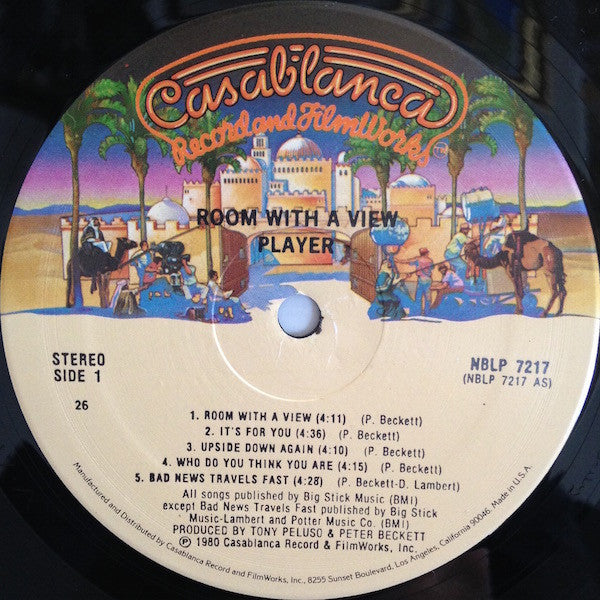 Casablanca
Record and FilmWorks
ROOM WITH A VIEW
PLAYER
STEREO
SIDE 1
26
NBLP 7217
(NBLP 7217 AS)
1. ROOM WITH A VIEW (4:11) (P. Beckett)
2. IT'S FOR YOU (4:36) (P. Beckett)
3. UPSIDE DOWN AGAIN (4:10) (P. Beckett)
4. WHO DO YOU THINK YOU ARE (4:15) (P. Beckett)
5. BAD NEWS TRAVELS FAST (4:28) (P. Beckett-D. Lambert)
All songs published by Big Stick Music (BMI)
except Bad News Travels Fast published by Big Stick
Music-Lambert and Potter Music Co. (BMI)
PRODUCED BY TONY PELUSO & PETER BECKETT
Ⓟ 1980 Casablanca Record & FilmWorks, Inc.
Manufactured and Distributed by Casablanca Record and FilmWorks, Inc., 8255 Sunset Boulevard, Los Angeles, California 90046. Made in U.S.A.